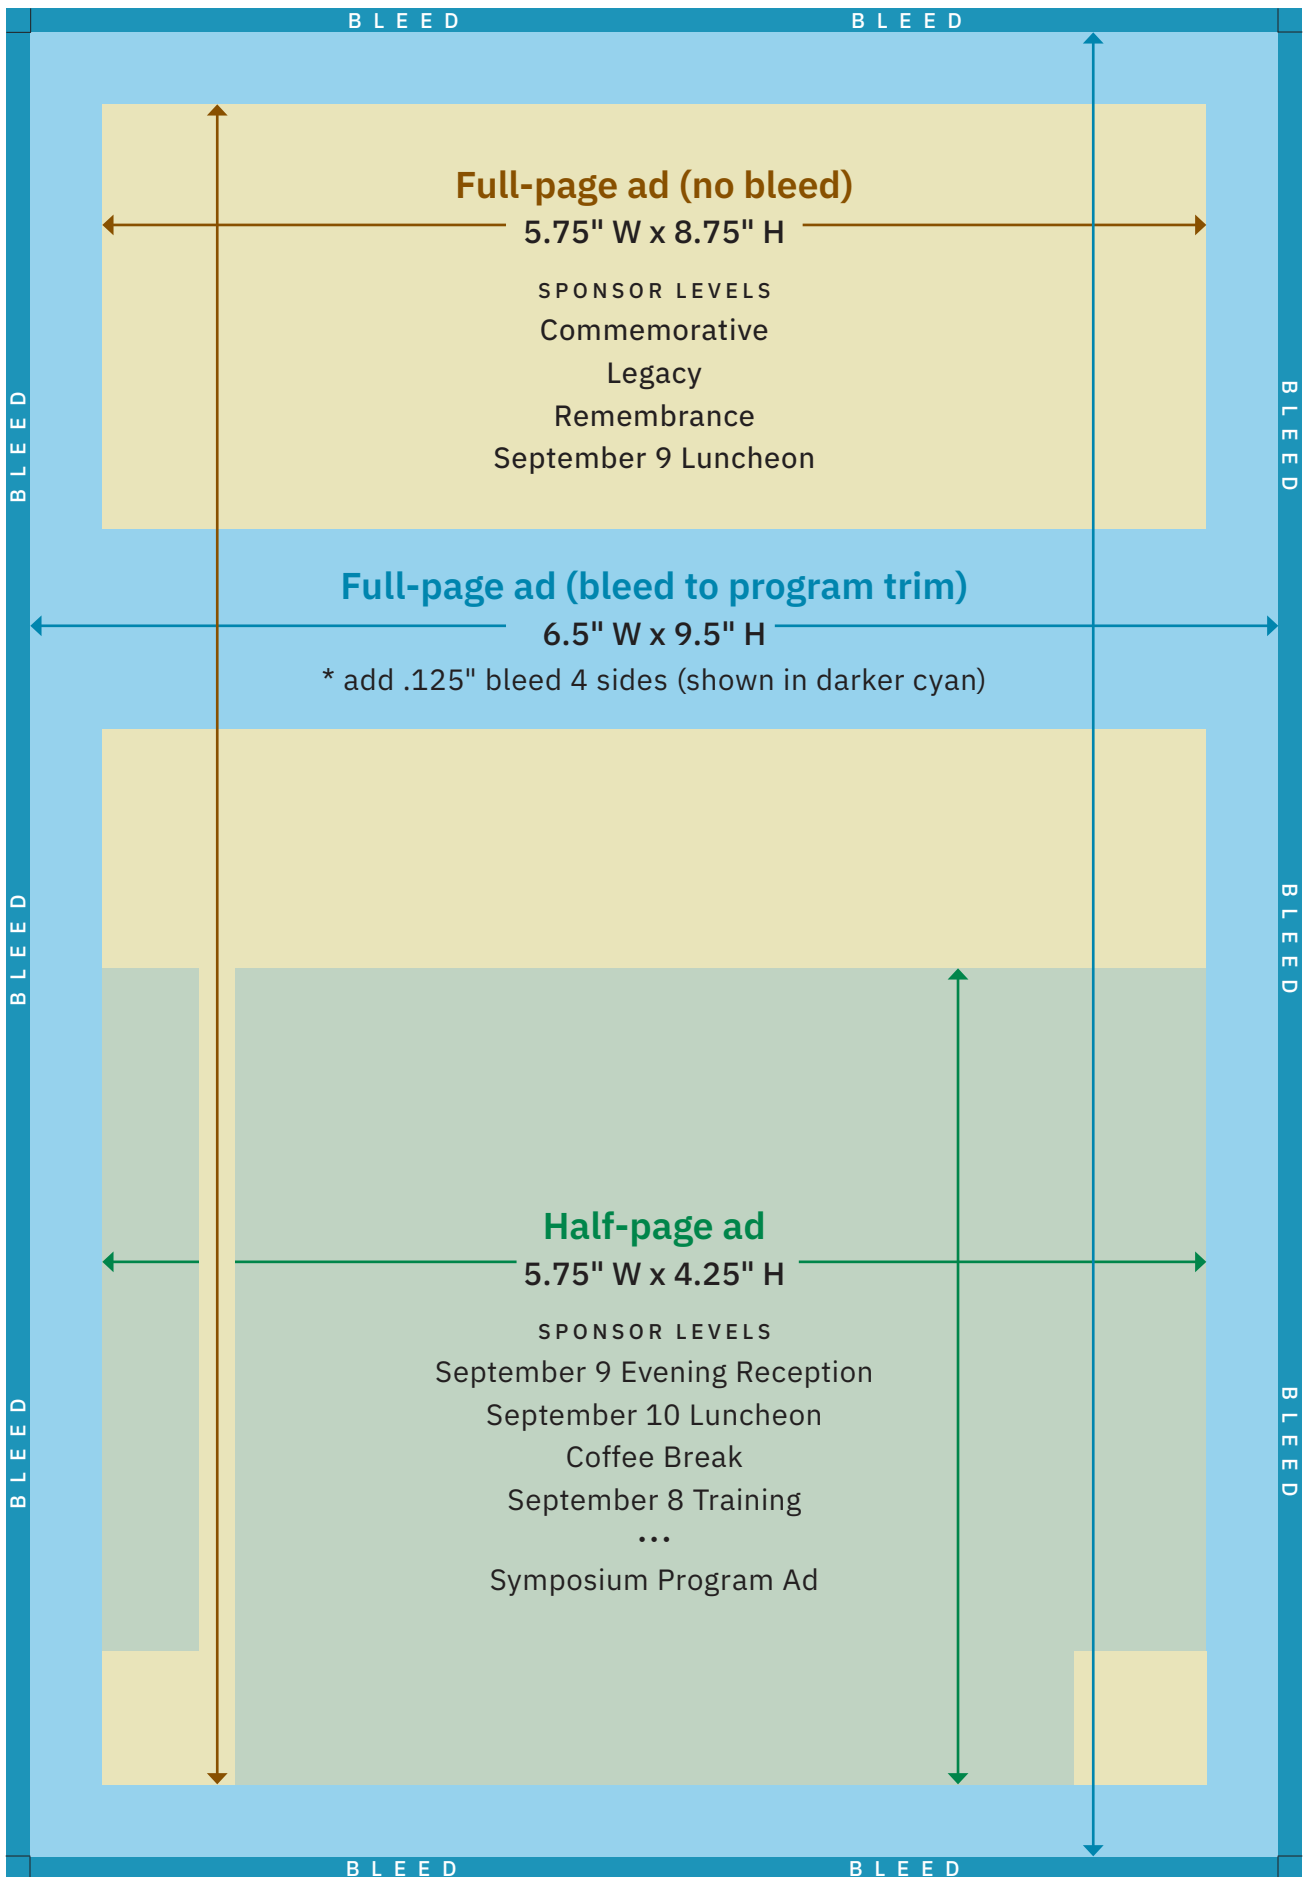 BLEED BLEED
Full-page ad (no bleed)
5.75" W x 8.75" H
SPONSOR LEVELS
Commemorative
Legacy
Remembrance
September 9 Luncheon
BLEED
BLEED
Full-page ad (bleed to program trim)
6.5" W x 9.5" H
* add .125" bleed 4 sides (shown in darker cyan)
BLEED
BLEED
Half-page ad
5.75" W x 4.25" H
SPONSOR LEVELS
September 9 Evening Reception
September 10 Luncheon
Coffee Break
September 8 Training
...
Symposium Program Ad
BLEED
BLEED
BLEED BLEED